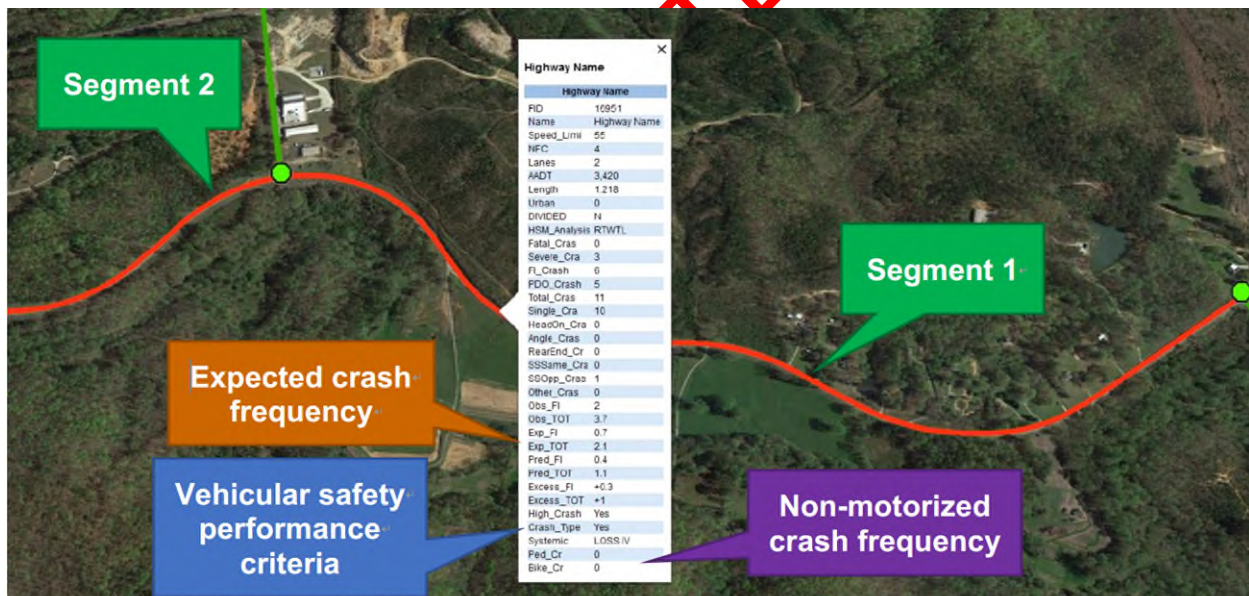 Segment 2
Highway Name
Highway Name
FID 16951
Name Highway Name
Speed_Limi 55
NFC 4
Lanes 2
AADT 3,420
Length 1.218
Urban 0
DIVIDED N
HSM_Analysis RTWTL
Fatal_Cras 0
Severe_Cra 3
FI_Crash 6
PDO_Crash 5
Total_Cras 11
Single_Cra 10
HeadOn_Cra 0
Angle_Cras 0
RearEnd_Cr 0
SSSame_Cra 0
SSOpp_Cras 1
Other_Cras 0
Obs_FI 2
Obs_TOT 3.7
Exp_FI 0.7
Exp_TOT 2.1
Pred_FI 0.4
Pred_TOT 1.1
Excess_FI +0.3
Excess_TOT +1
High_Crash Yes
Crash_Type Yes
Systemic LOSS IV
Ped_Cr 0
Bike_Cr 0
Segment 1
Expected crash
frequency
Vehicular safety
performance
criteria
Non-motorized
crash frequency